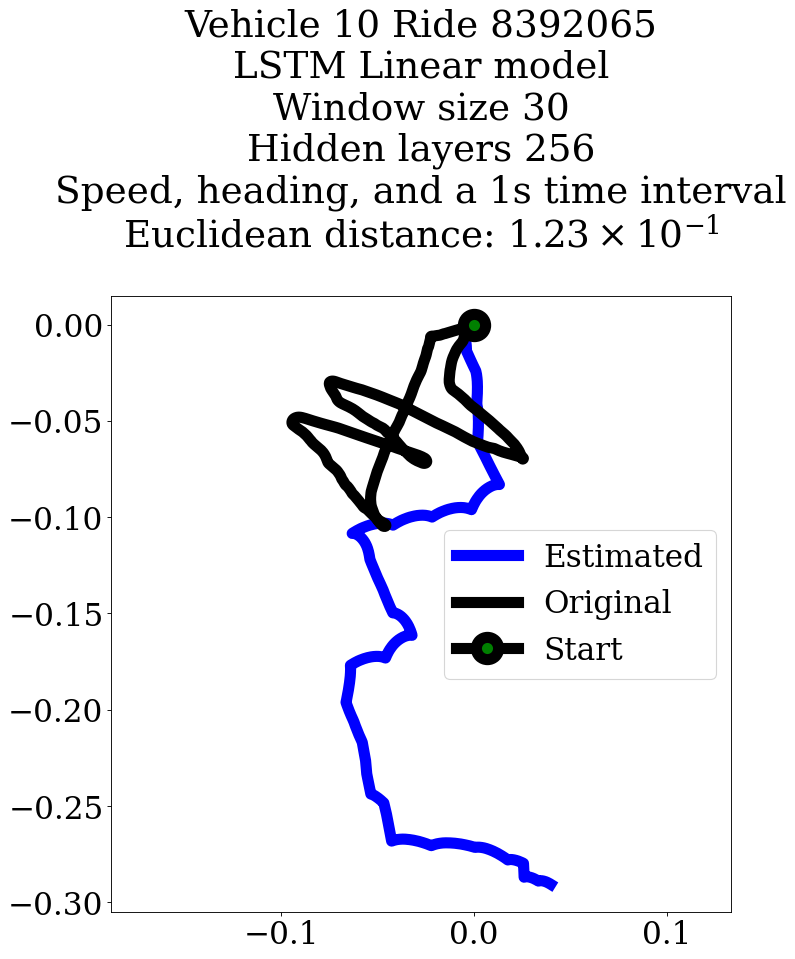 Vehicle 10 Ride 8392065
LSTM Linear model
Window size 30
Hidden layers 256
Speed, heading, and a 1s time interval
Euclidean distance: 1.23 × 10⁻¹
0.00
−0.05
−0.10
−0.15
−0.20
−0.25
−0.30
Estimated
Original
Start
−0.1
0.0
0.1